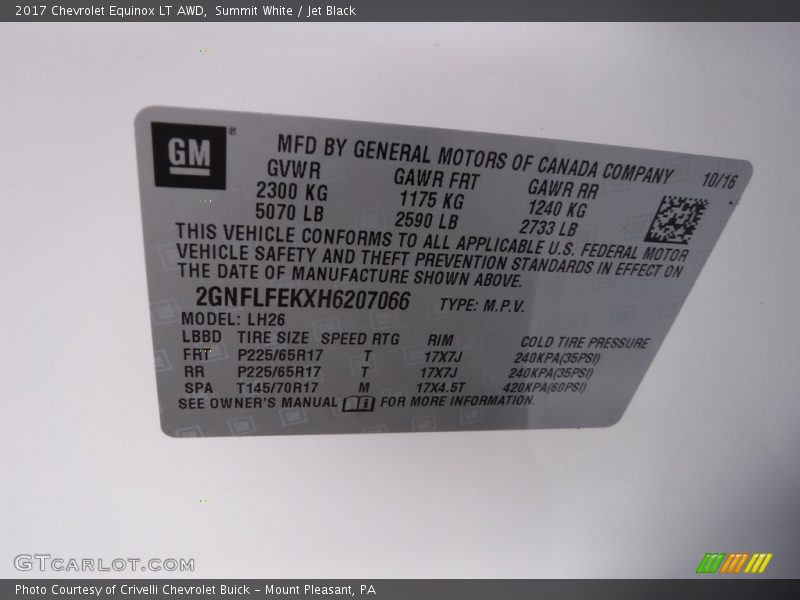 2017 Chevrolet Equinox LT AWD,  Summit White / Jet Black
GM®
MFD BY GENERAL MOTORS OF CANADA COMPANY
10/16
GVWR GAWR FRT GAWR RR
2300 KG 1175 KG 1240 KG
5070 LB 2590 LB 2733 LB
THIS VEHICLE CONFORMS TO ALL APPLICABLE U.S. FEDERAL MOTOR
VEHICLE SAFETY AND THEFT PREVENTION STANDARDS IN EFFECT ON
THE DATE OF MANUFACTURE SHOWN ABOVE.
2GNFLFEKXH6207066 TYPE: M.P.V.
MODEL: LH26
LBBD TIRE SIZE SPEED RTG RIM COLD TIRE PRESSURE
FRT P225/65R17 T 17X7J 240KPA(35PSI)
RR P225/65R17 T 17X7J 240KPA(35PSI)
SPA T145/70R17 M 17X4.5T 420KPA(60PSI)
SEE OWNER'S MANUAL FOR MORE INFORMATION.
GTCARLOT.COM
Photo Courtesy of Crivelli Chevrolet Buick - Mount Pleasant, PA